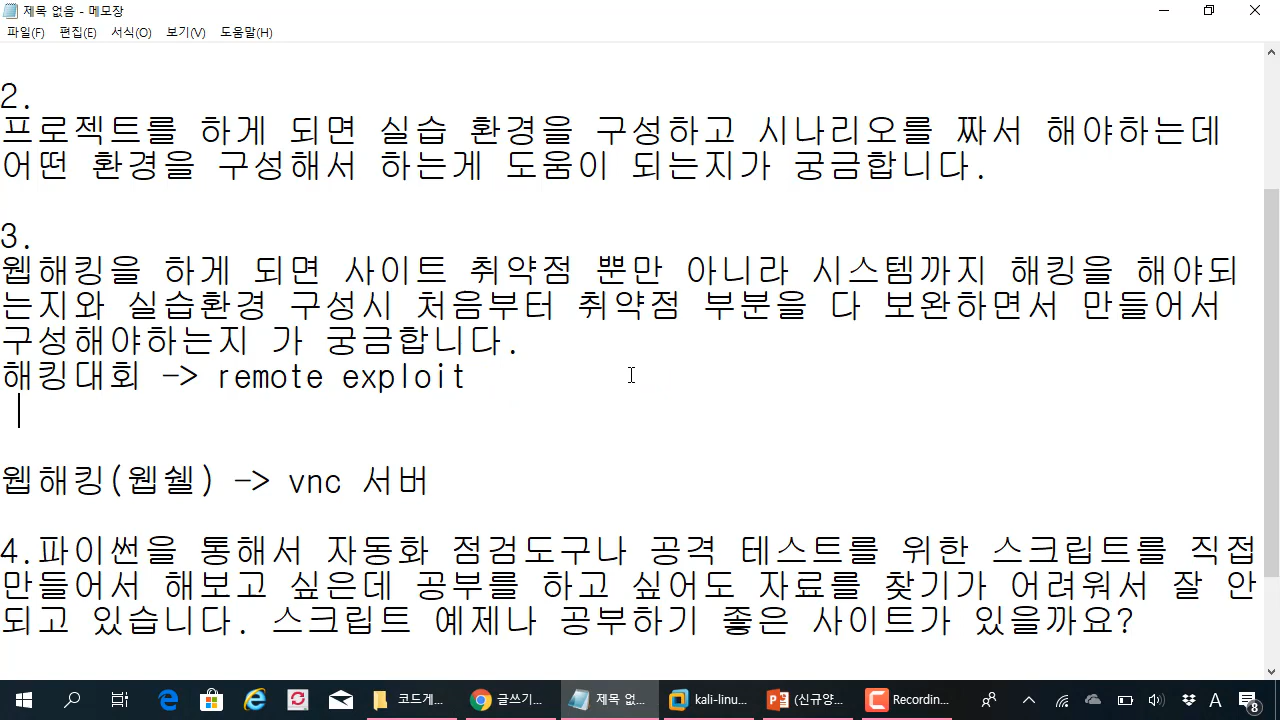 제목 없음 - 메모장
파일(F) 편집(E) 서식(O) 보기(V) 도움말(H)
2.
프로젝트를 하게 되면 실습 환경을 구성하고 시나리오를 짜서 해야하는데
어떤 환경을 구성해서 하는게 도움이 되는지가 궁금합니다.
3.
웹해킹을 하게 되면 사이트 취약점 뿐만 아니라 시스템까지 해킹을 해야되
는지와 실습환경 구성시 처음부터 취약점 부분을 다 보완하면서 만들어서
구성해야하는지 가 궁금합니다.
해킹대회 -> remote exploit
웹해킹(웹쉘) -> vnc 서버
4.파이썬을 통해서 자동화 점검도구나 공격 테스트를 위한 스크립트를 직접
만들어서 해보고 싶은데 공부를 하고 싶어도 자료를 찾기가 어려워서 잘 안
되고 있습니다. 스크립트 예제나 공부하기 좋은 사이트가 있을까요?
코드게... 글쓰기... 제목 없... kali-linu... (신규양... Recordin... A 8